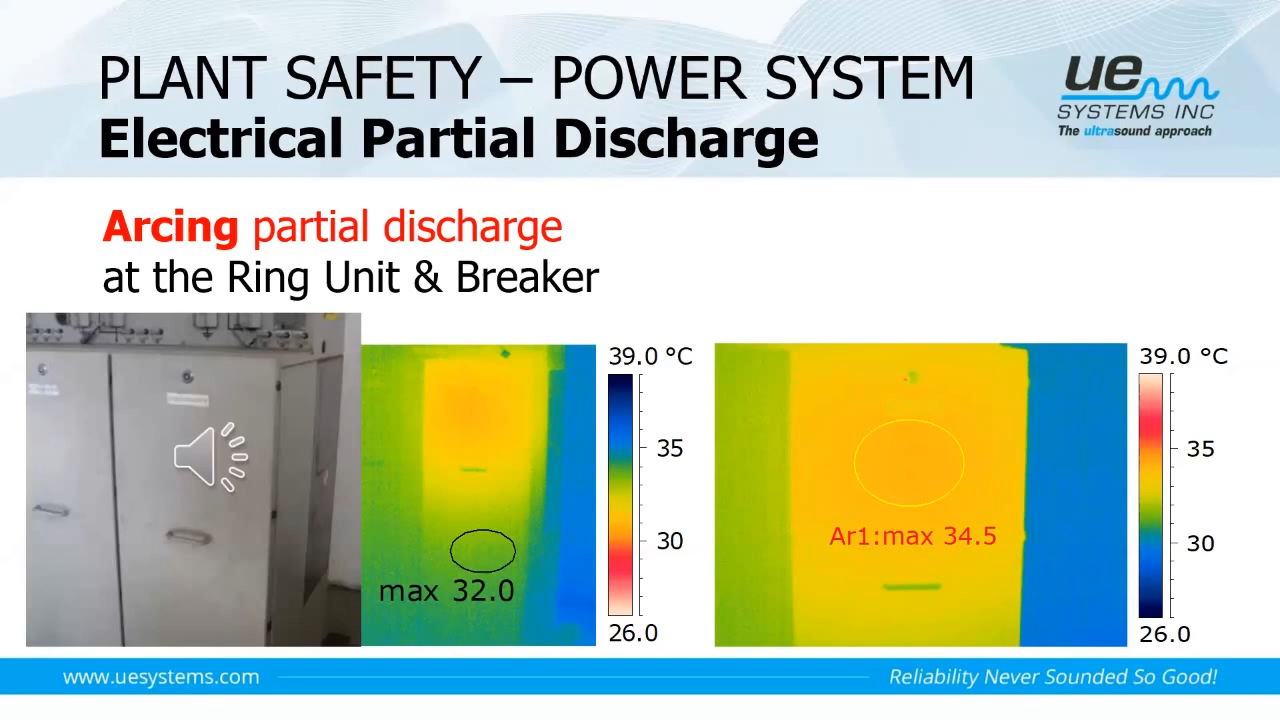 PLANT SAFETY – POWER SYSTEM
Electrical Partial Discharge
ue
SYSTEMS INC
The ultrasound approach
Arcing partial discharge
at the Ring Unit & Breaker
max 32.0
39.0 °C
35
30
26.0
Ar1:max 34.5
39.0 °C
35
30
26.0
www.uesystems.com
Reliability Never Sounded So Good!